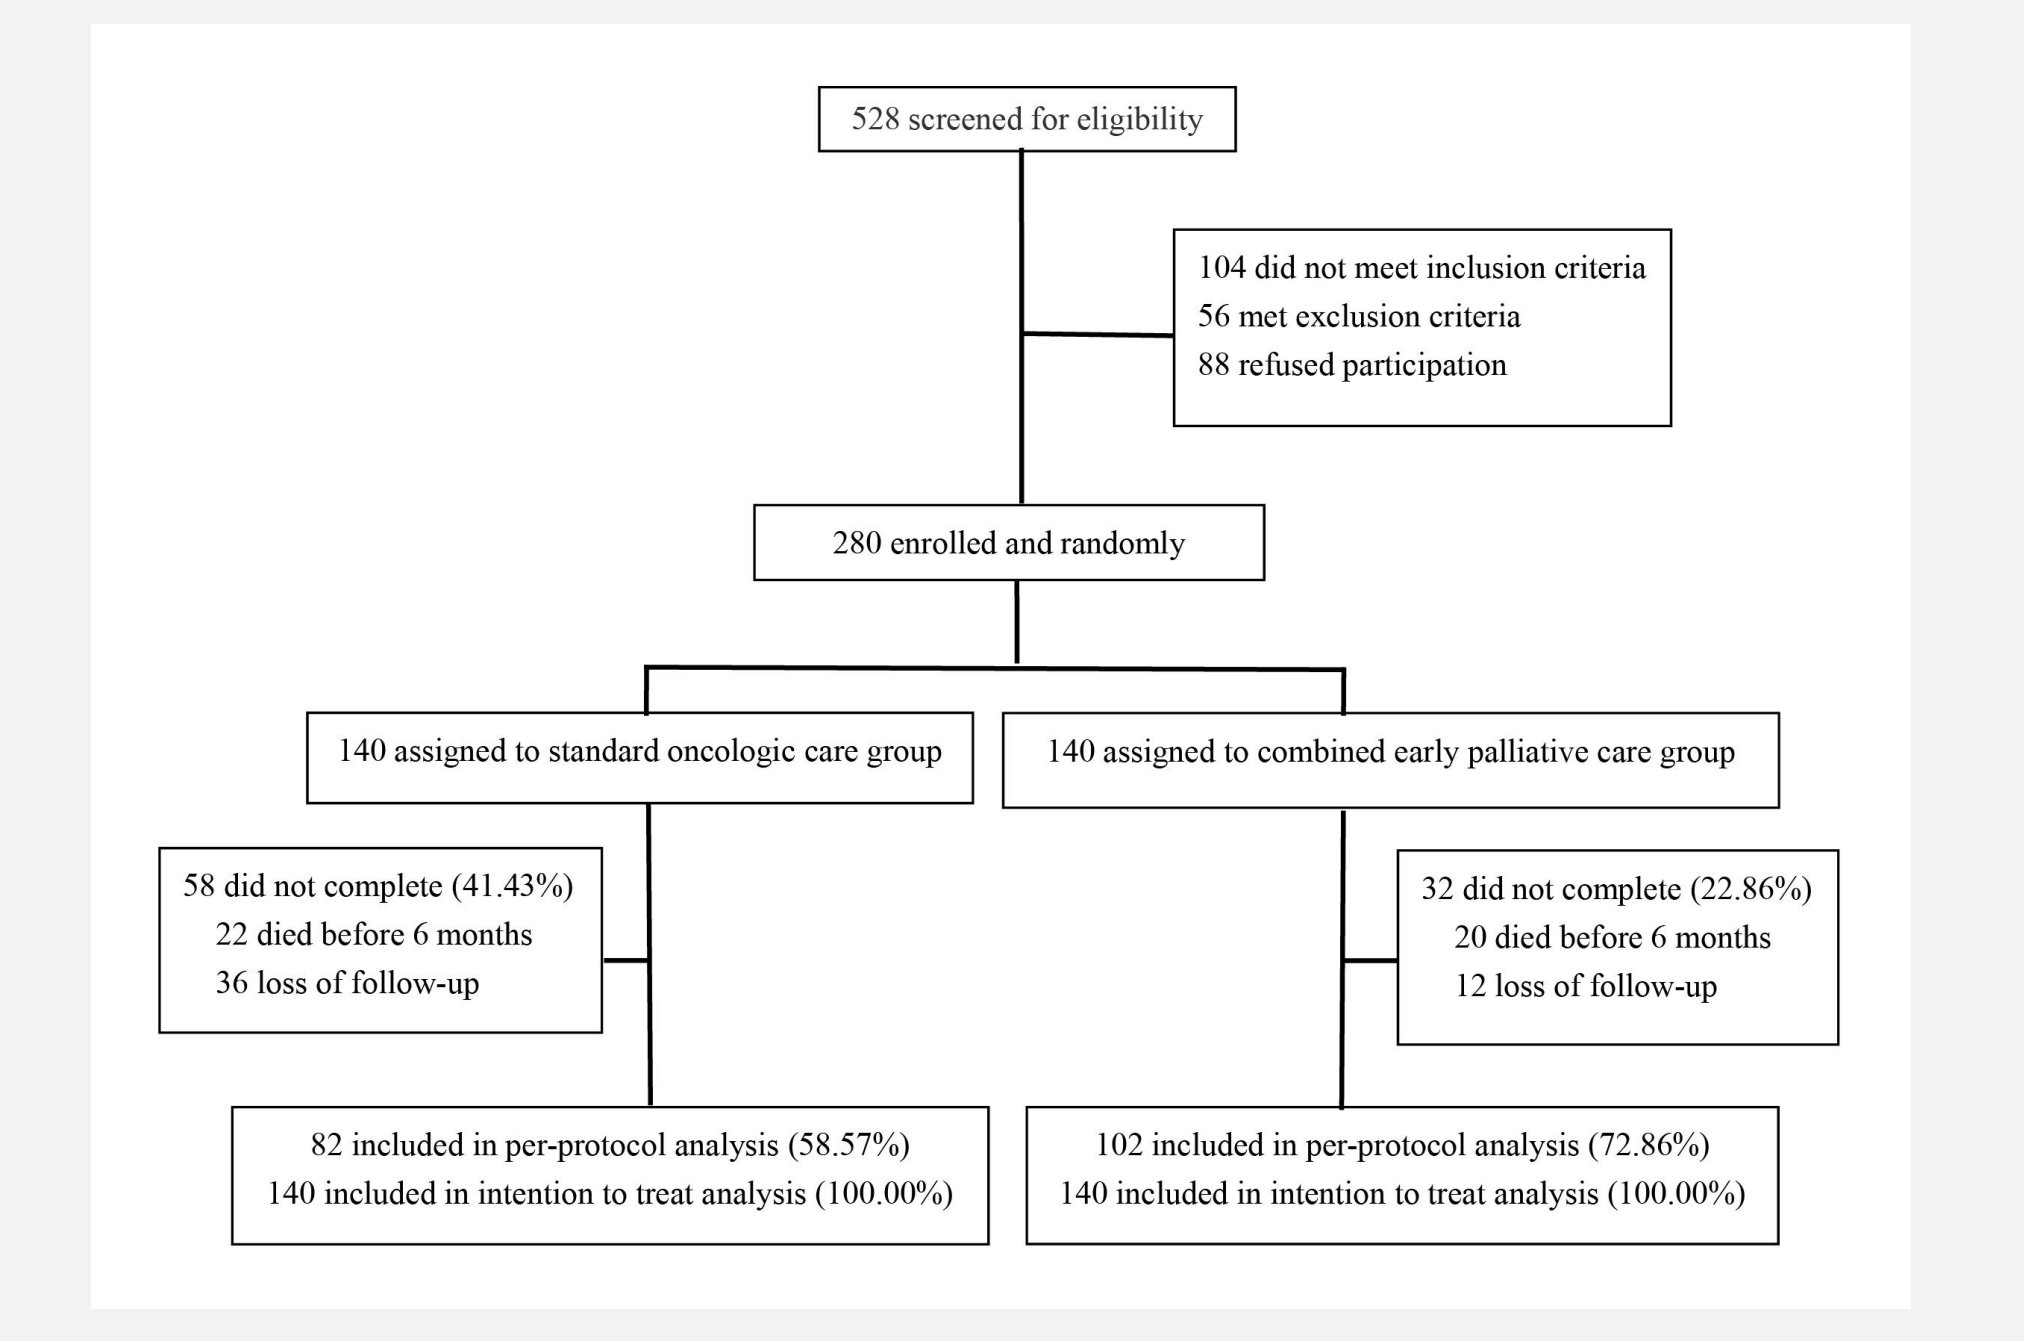 528 screened for eligibility
104 did not meet inclusion criteria
56 met exclusion criteria
88 refused participation
280 enrolled and randomly
140 assigned to standard oncologic care group
140 assigned to combined early palliative care group
58 did not complete (41.43%)
22 died before 6 months
36 loss of follow-up
32 did not complete (22.86%)
20 died before 6 months
12 loss of follow-up
82 included in per-protocol analysis (58.57%)
140 included in intention to treat analysis (100.00%)
102 included in per-protocol analysis (72.86%)
140 included in intention to treat analysis (100.00%)